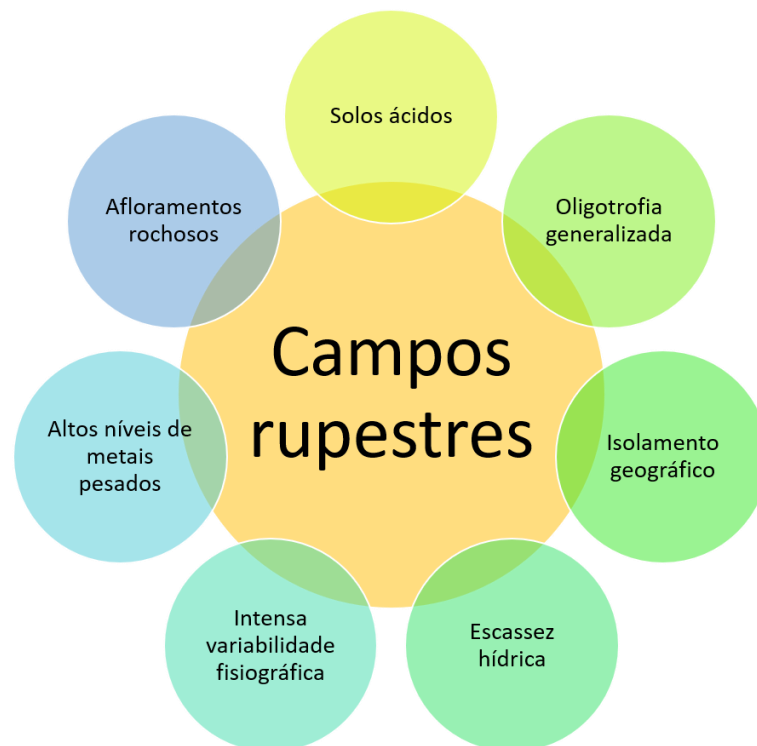 Solos ácidos
Afloramentos
rochosos
Oligotrofia
generalizada
Campos
rupestres
Altos níveis de
metais
pesados
Isolamento
geográfico
Intensa
variabilidade
fisiográfica
Escassez
hídrica